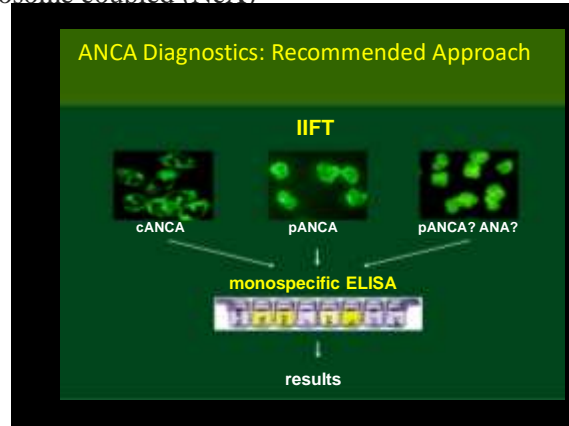 ANCA Diagnostics: Recommended Approach
IIFT
cANCA
pANCA
pANCA? ANA?
monospecific ELISA
results